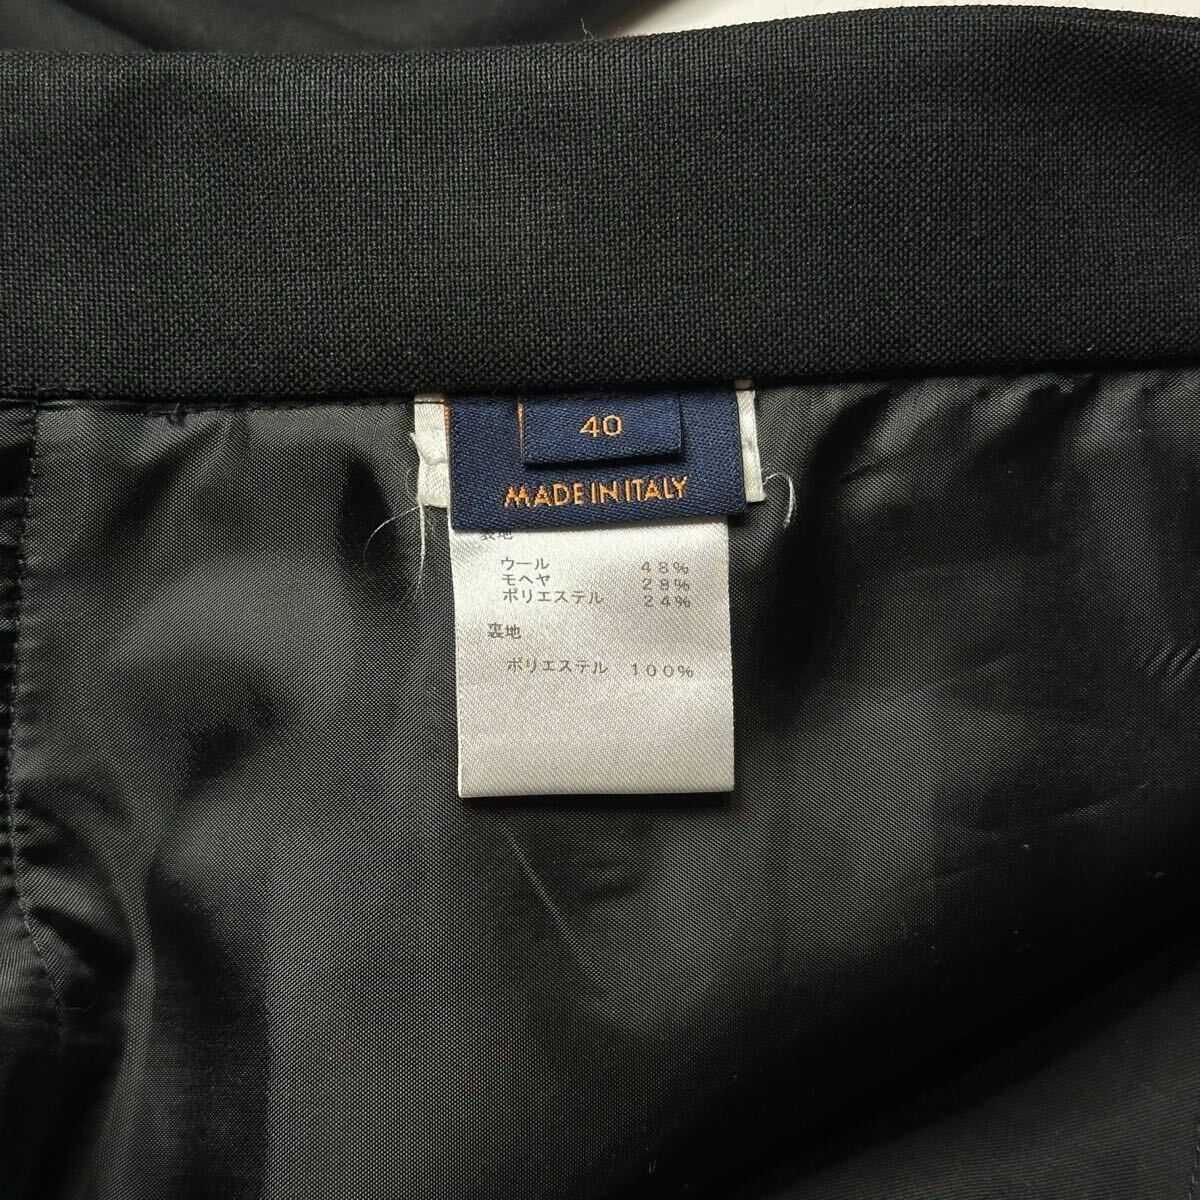 40
MADE IN ITALY
表地
ウール 48%
モヘヤ 28%
ポリエステル 24%
裏地
ポリエステル 100%